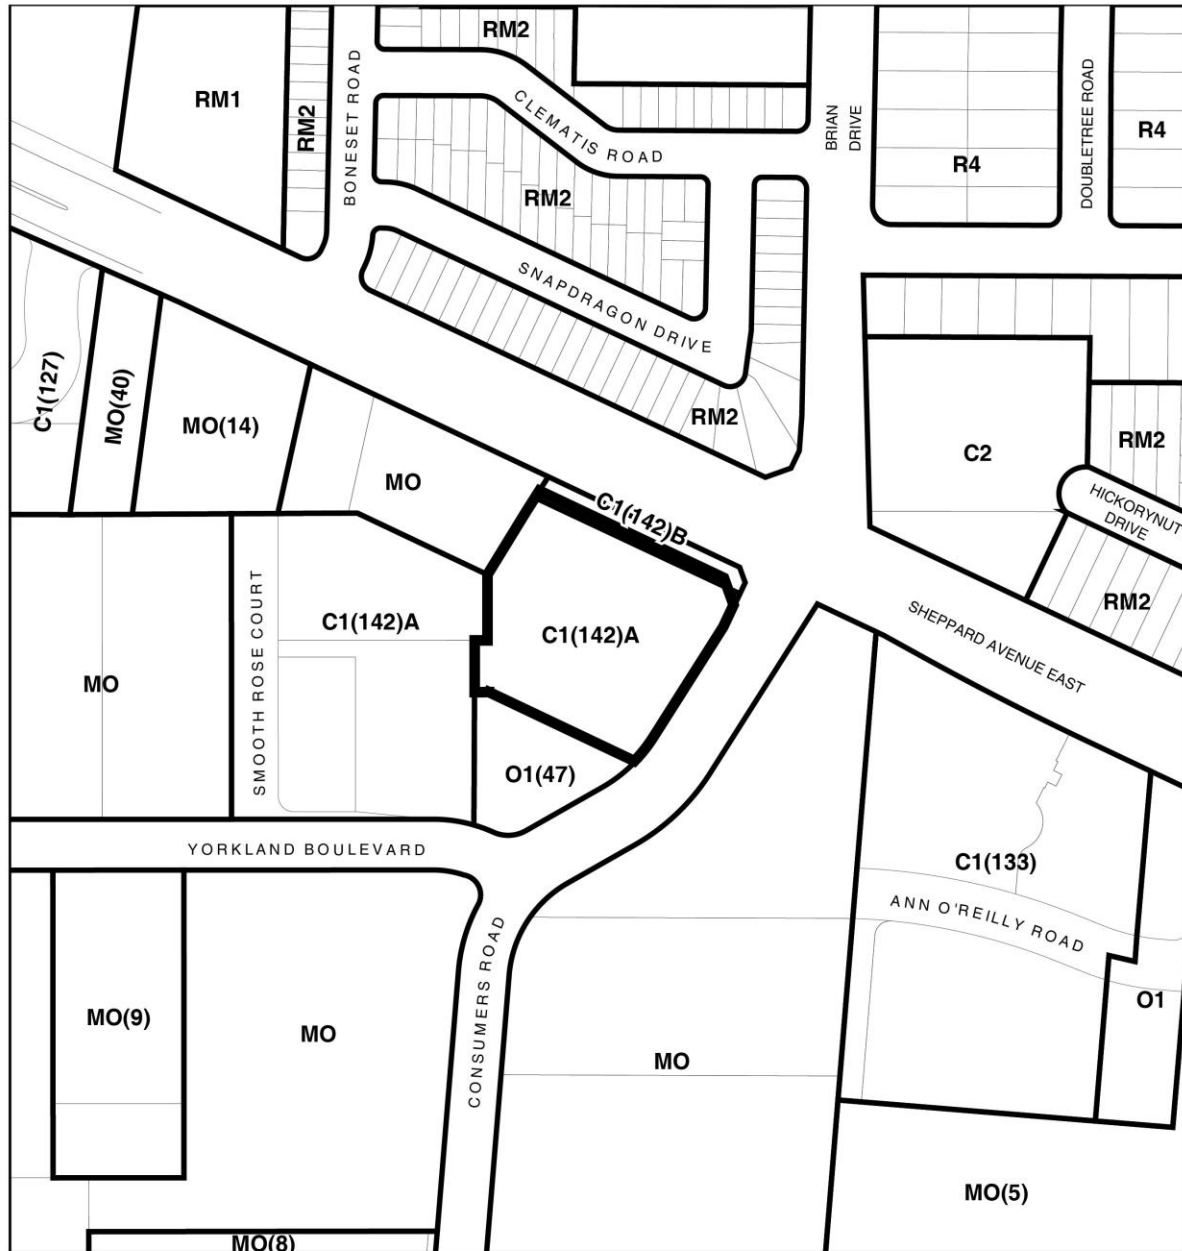 RM2
RM1
RM2
BONESET ROAD
CLEMATIS ROAD
BRIAN
DRIVE
DOUBLETREE ROAD
R4
R4
RM2
SNAPDRAGON DRIVE
RM2
C1(127)
MO(40)
MO(14)
MO
C2
RM2
HICKORYNUT
DRIVE
C1(142)B
RM2
SHEPPARD AVENUE EAST
SMOOTH ROSE COURT
C1(142)A
C1(142)A
MO
O1(47)
YORKLAND BOULEVARD
C1(133)
ANN O'REILLY ROAD
CONSUMERS ROAD
O1
MO(9)
MO
MO
MO(5)
MO(8)